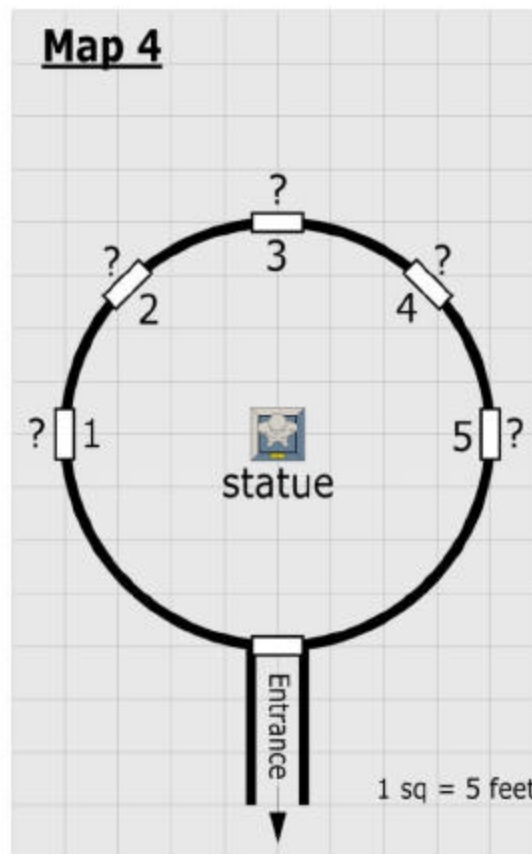 Map 4
?
3
? ?
2 4
? 1 5 ?
statue
Entrance
1 sq = 5 feet